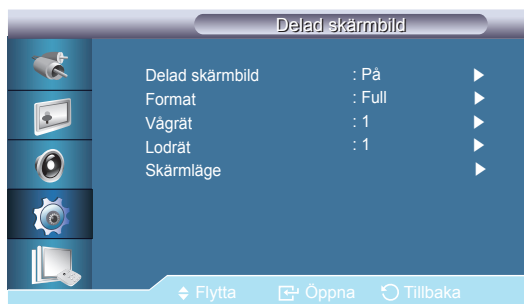 Delad skärmbild
Delad skärmbild : På
Format : Full
Vågrät : 1
Lodrät : 1
Skärmläge
Flytta Öppna Tillbaka